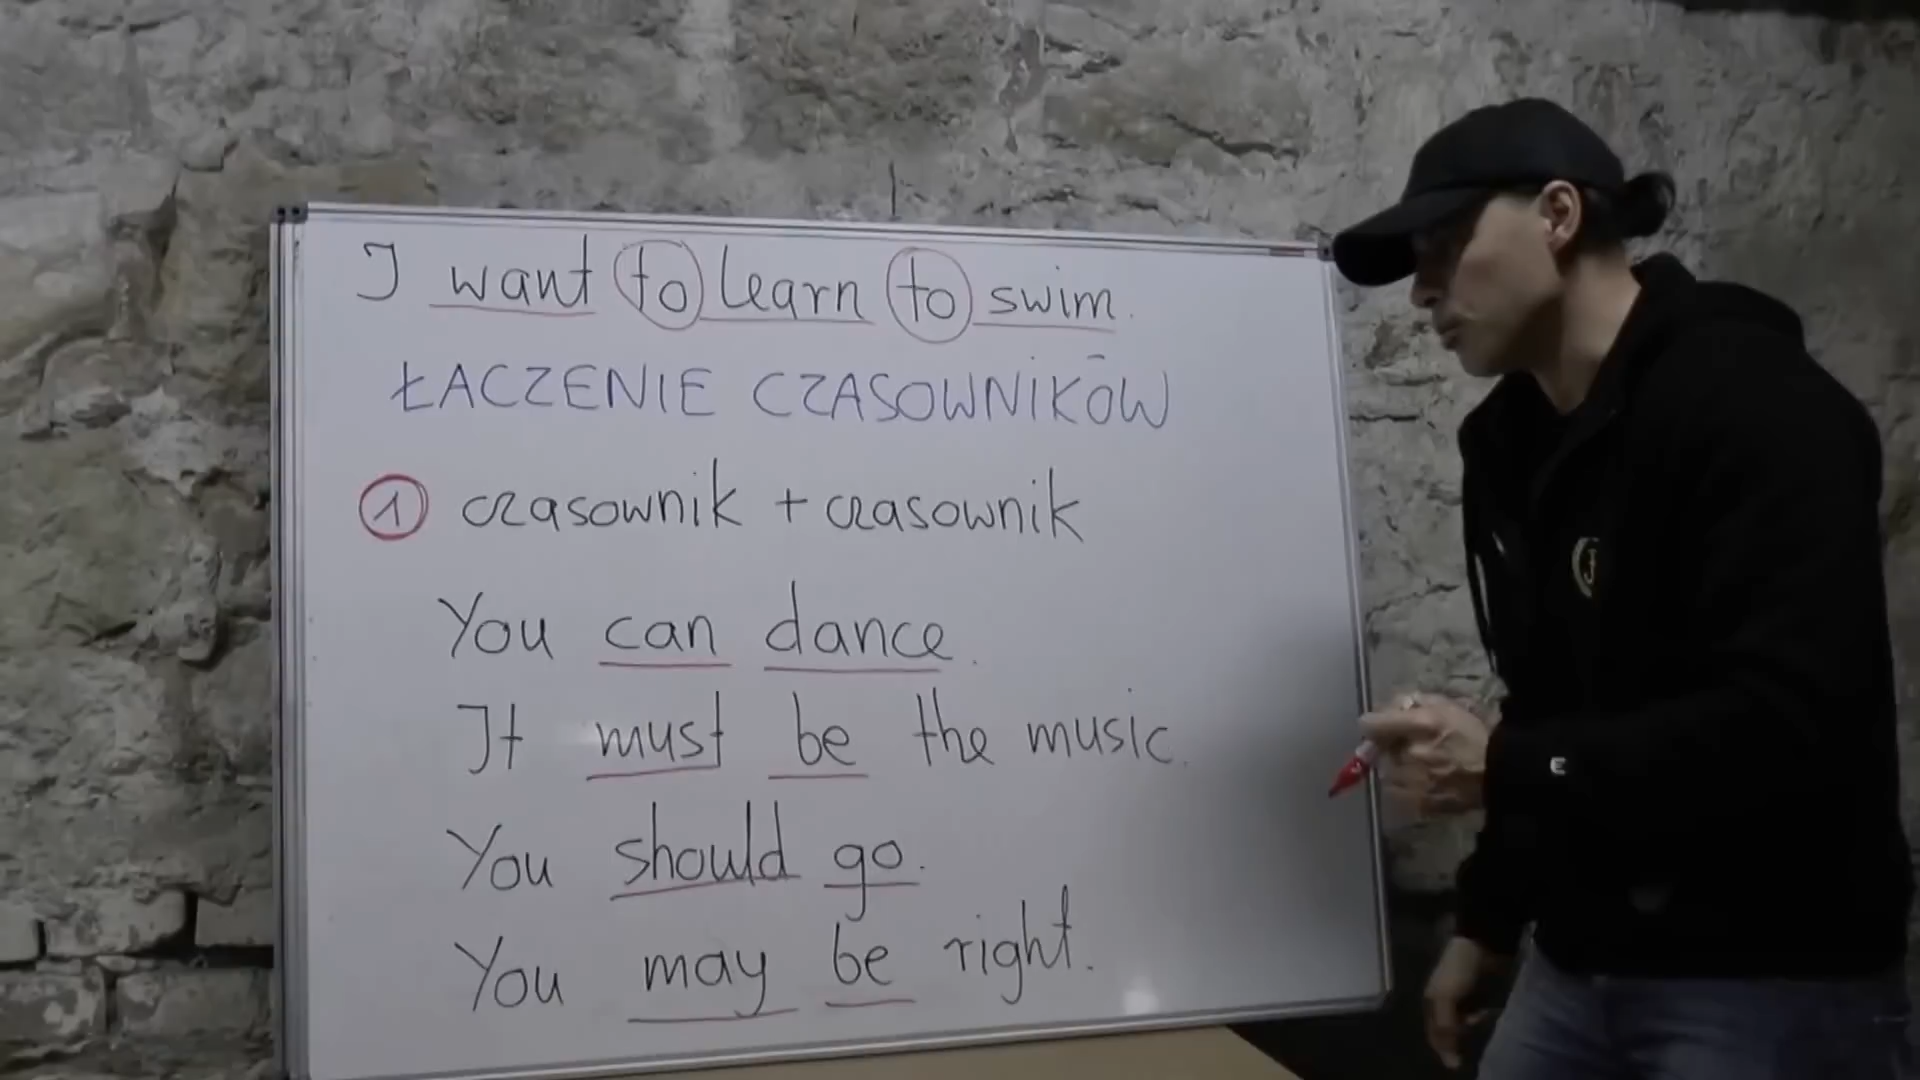 I want to learn to swim.
ŁACZENIE CZASOWNIKÓW
1 czasownik + czasownik
You can dance.
It must be the music.
You should go.
You may be right.
E